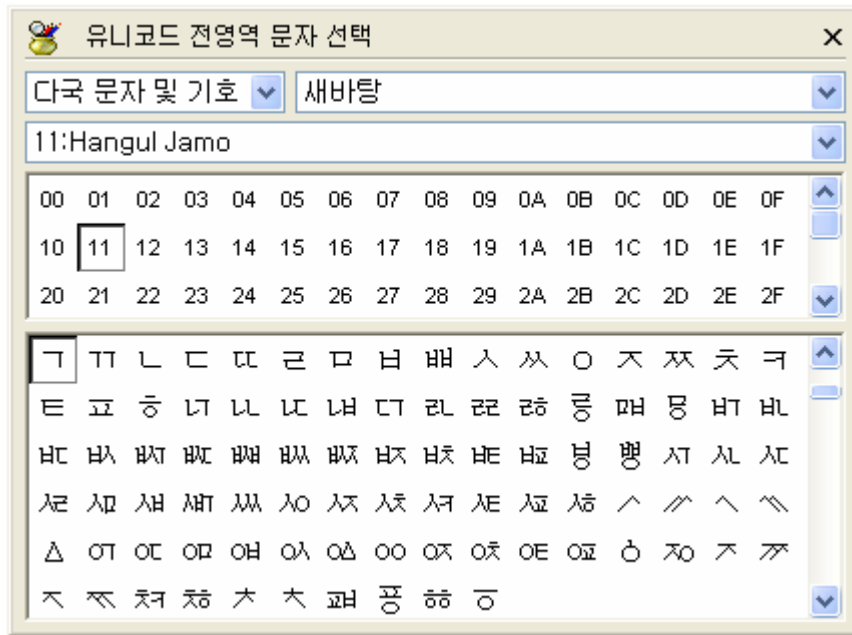 유니코드 전영역 문자 선택
다국 문자 및 기호 새바탕
11:Hangul Jamo
00 01 02 03 04 05 06 07 08 09 0A 0B 0C 0D 0E 0F
10 11 12 13 14 15 16 17 18 19 1A 1B 1C 1D 1E 1F
20 21 22 23 24 25 26 27 28 29 2A 2B 2C 2D 2E 2F
ᄀ ᄁ ᄂ ᄃ ᄄ ᄅ ᄆ ᄇ ᄈ ᄉ ᄊ ᄋ ᄌ ᄍ ᄎ ᄏ
ᄐ ᄑ ᄒ ᄓ ᄔ ᄕ ᄖ ᄗ ᄘ ᄙ ᄚ ᄛ ᄜ ᄝ ᄞ ᄟ
ᄠ ᄡ ᄢ ᄣ ᄤ ᄥ ᄦ ᄧ ᄨ ᄩ ᄪ ᄫ ᄬ ᄭ ᄮ ᄯ
ᄰ ᄱ ᄲ ᄳ ᄴ ᄵ ᄶ ᄷ ᄸ ᄹ ᄺ ᄻ ᄼ ᄽ ᄾ ᄿ
ᅀ ᅁ ᅂ ᅃ ᅄ ᅅ ᅆ ᅇ ᅈ ᅉ ᅊ ᅋ ᅌ ᅍ ᅎ ᅏ
ᅐ ᅑ ᅒ ᅓ ᅔ ᅕ ᅖ ᅗ ᅘ ᅙ